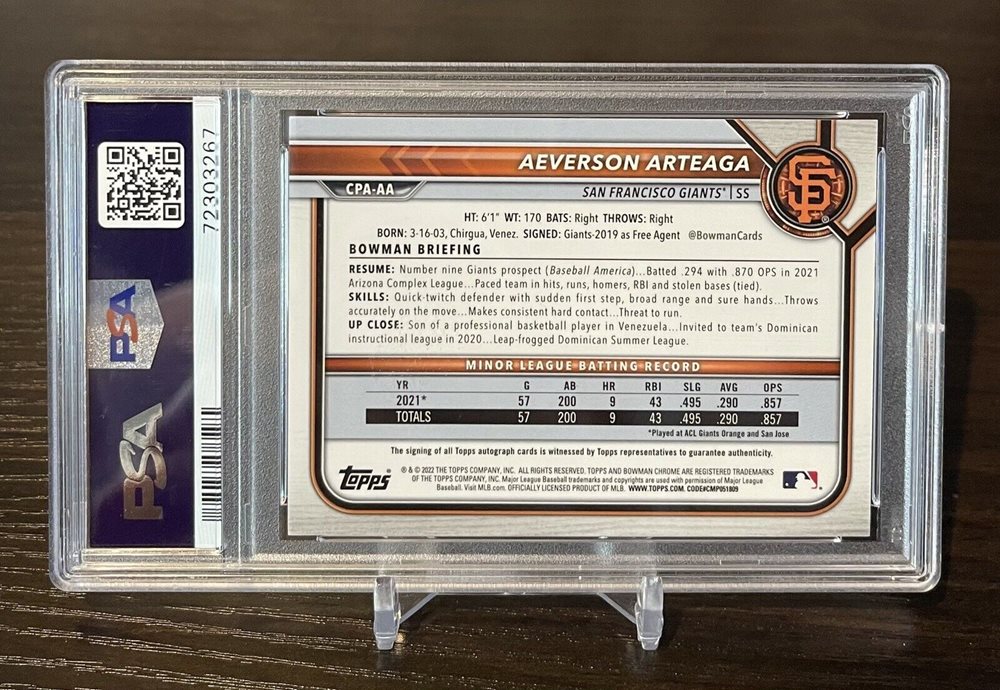 72303267
PSA
PSA
AEVERSON ARTEAGA
CPA-AA
SAN FRANCISCO GIANTS® | SS
SF
HT: 6'1" WT: 170 BATS: Right THROWS: Right
BORN: 3-16-03, Chirgua, Venez. SIGNED: Giants-2019 as Free Agent @BowmanCards
BOWMAN BRIEFING
RESUME: Number nine Giants prospect (Baseball America)...Batted .294 with .870 OPS in 2021
Arizona Complex League...Paced team in hits, runs, homers, RBI and stolen bases (tied).
SKILLS: Quick-twitch defender with sudden first step, broad range and sure hands...Throws
accurately on the move...Makes consistent hard contact...Threat to run.
UP CLOSE: Son of a professional basketball player in Venezuela...Invited to team's Dominican
instructional league in 2020...Leap-frogged Dominican Summer League.
MINOR LEAGUE BATTING RECORD
YR G AB HR RBI SLG AVG OPS
2021* 57 200 9 43 .495 .290 .857
TOTALS 57 200 9 43 .495 .290 .857
*Played at ACL Giants Orange and San Jose
The signing of all Topps autograph cards is witnessed by Topps representatives to guarantee authenticity.
Topps®
® & © 2022 THE TOPPS COMPANY, INC. ALL RIGHTS RESERVED. TOPPS AND BOWMAN CHROME ARE REGISTERED TRADEMARKS
OF THE TOPPS COMPANY, INC. Major League Baseball trademarks and copyrights are used with permission of Major League
Baseball. Visit MLB.com. OFFICIALLY LICENSED PRODUCT OF MLB. WWW.TOPPS.COM. CODE#CMP051809